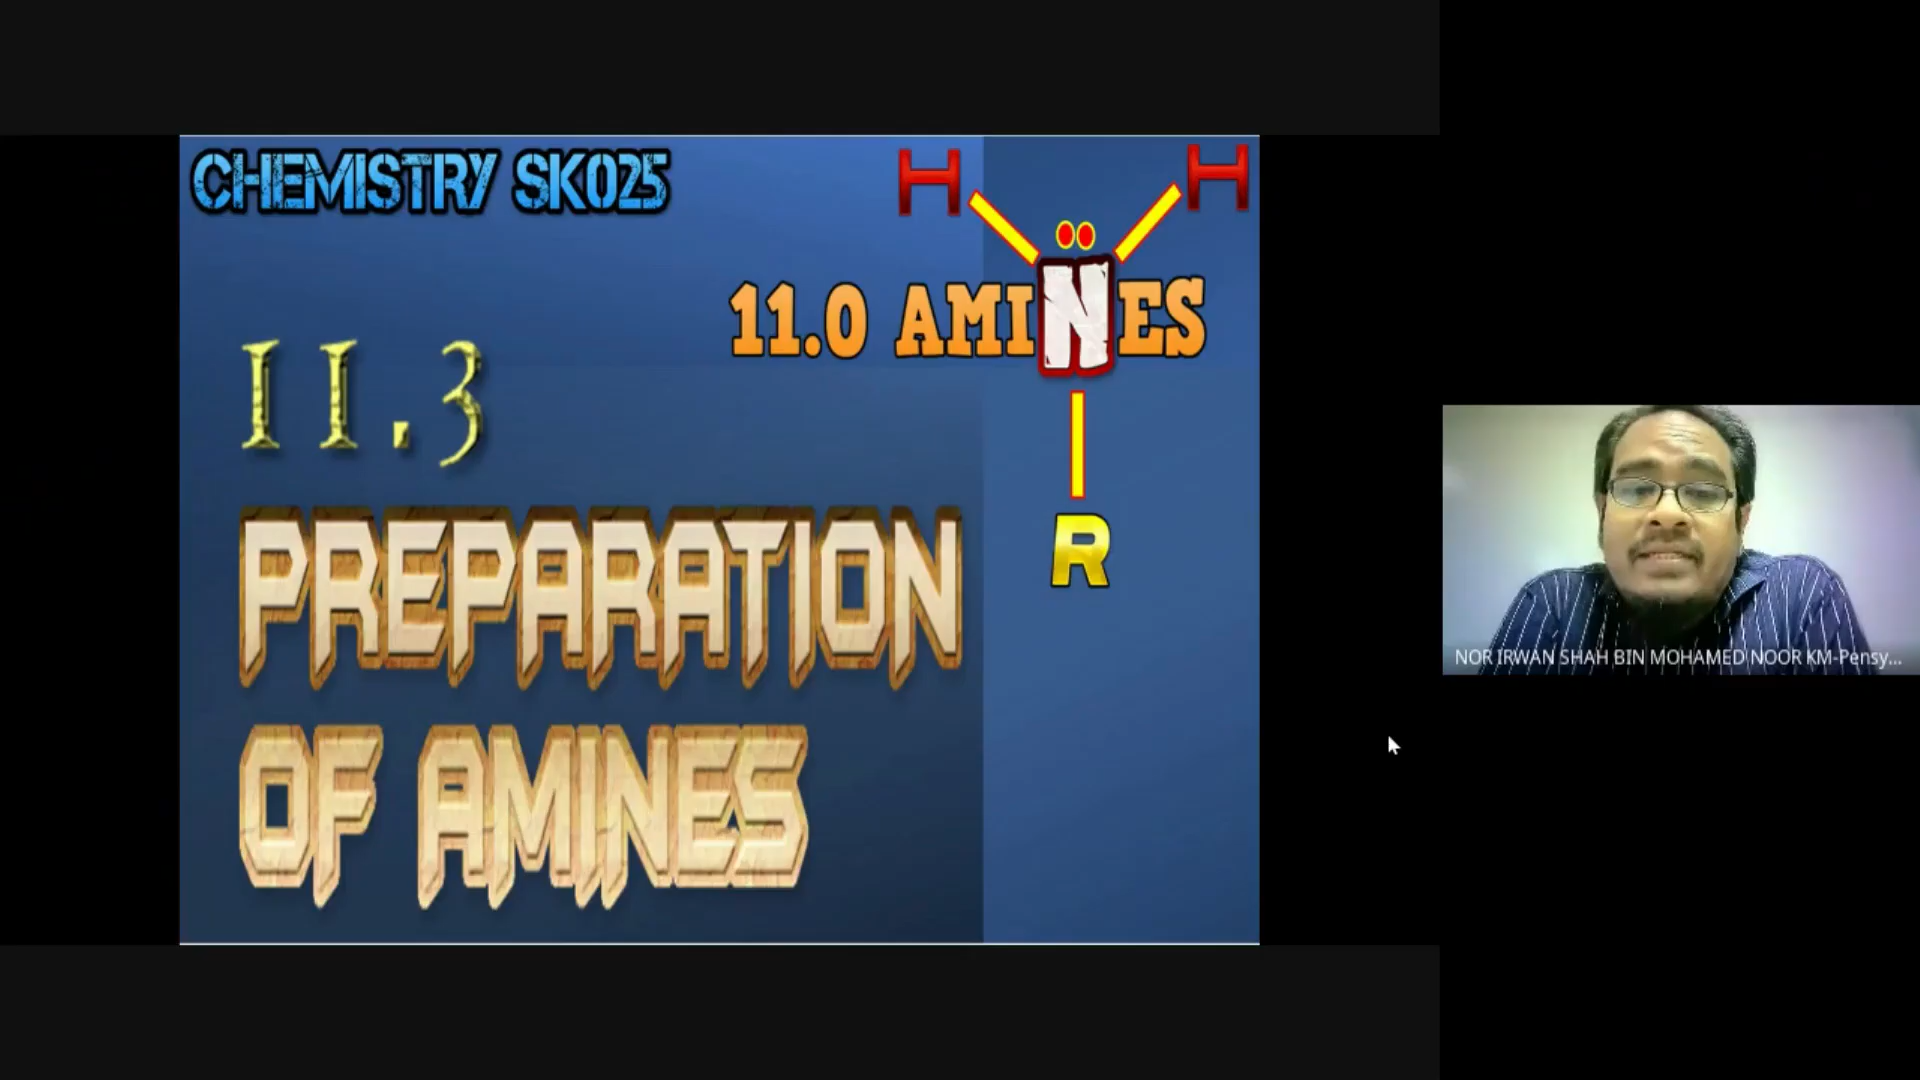 CHEMISTRY SK025
H H
11.0 AMINES
R
11.3
PREPARATION
OF AMINES
NOR IRWAN SHAH BIN MOHAMED NOOR KM-Pensy...